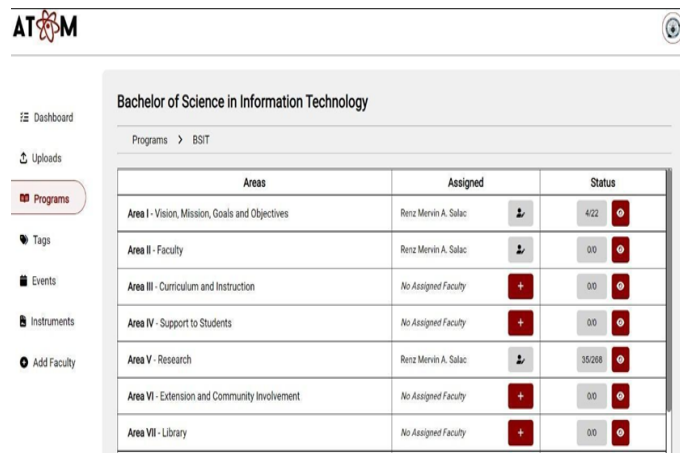 ATOM
Bachelor of Science in Information Technology
Programs > BSIT
Dashboard
Uploads
Programs
Tags
Events
Instruments
Add Faculty
Areas Assigned Status
Area I - Vision, Mission, Goals and Objectives Renz Mervin A. Salac 4/22
Area II - Faculty Renz Mervin A. Salac 0/0
Area III - Curriculum and Instruction No Assigned Faculty + 0/0
Area IV - Support to Students No Assigned Faculty + 0/0
Area V - Research Renz Mervin A. Salac 35/268
Area VI - Extension and Community Involvement No Assigned Faculty + 0/0
Area VII - Library No Assigned Faculty + 0/0